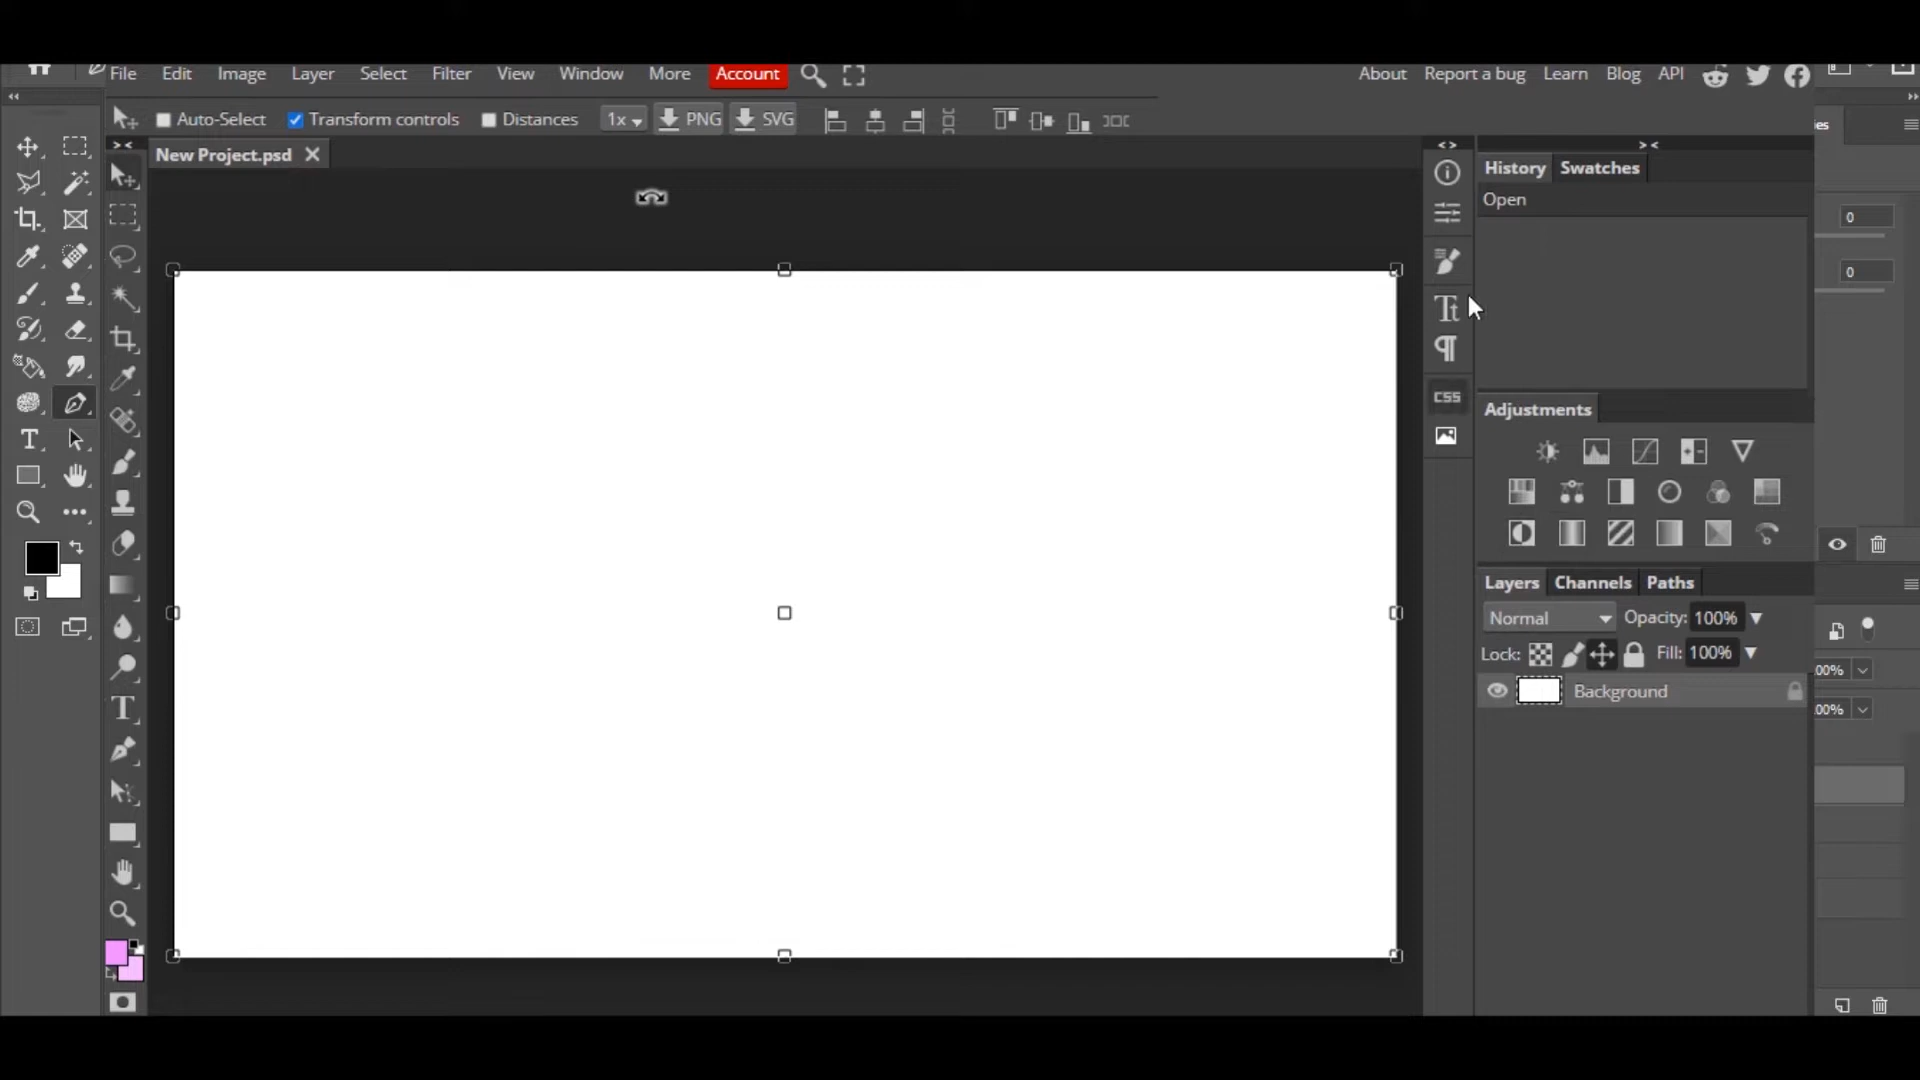 File Edit Image Layer Select Filter View Window More Account About Report a bug Learn Blog API
Auto-Select Transform controls Distances 1x PNG SVG
New Project.psd
History Swatches
Open
0
0
CSS
Adjustments
Layers Channels Paths
Normal Opacity: 100%
Lock: Fill: 100%
Background